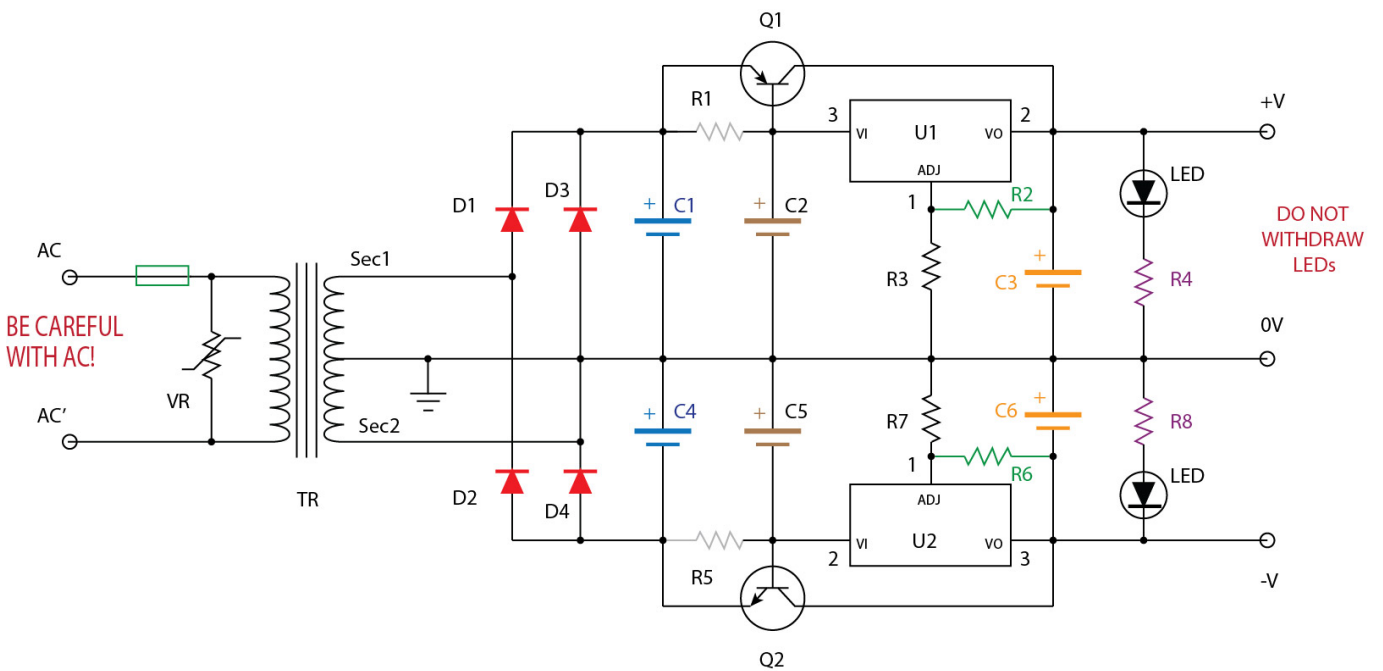 Q1
R1
3
VI
U1
VO
2
+V
ADJ
LED
D3
D1
+
C1
+
C2
1
R2
DO NOT
WITHDRAW
LEDs
AC
Sec1
R3
+
C3
R4
BE CAREFUL
WITH AC!
0V
VR
AC’
Sec2
+
C4
+
C5
R7
+
C6
R8
1
R6
LED
TR
D2
D4
ADJ
VI
U2
VO
2
3
R5
-V
Q2